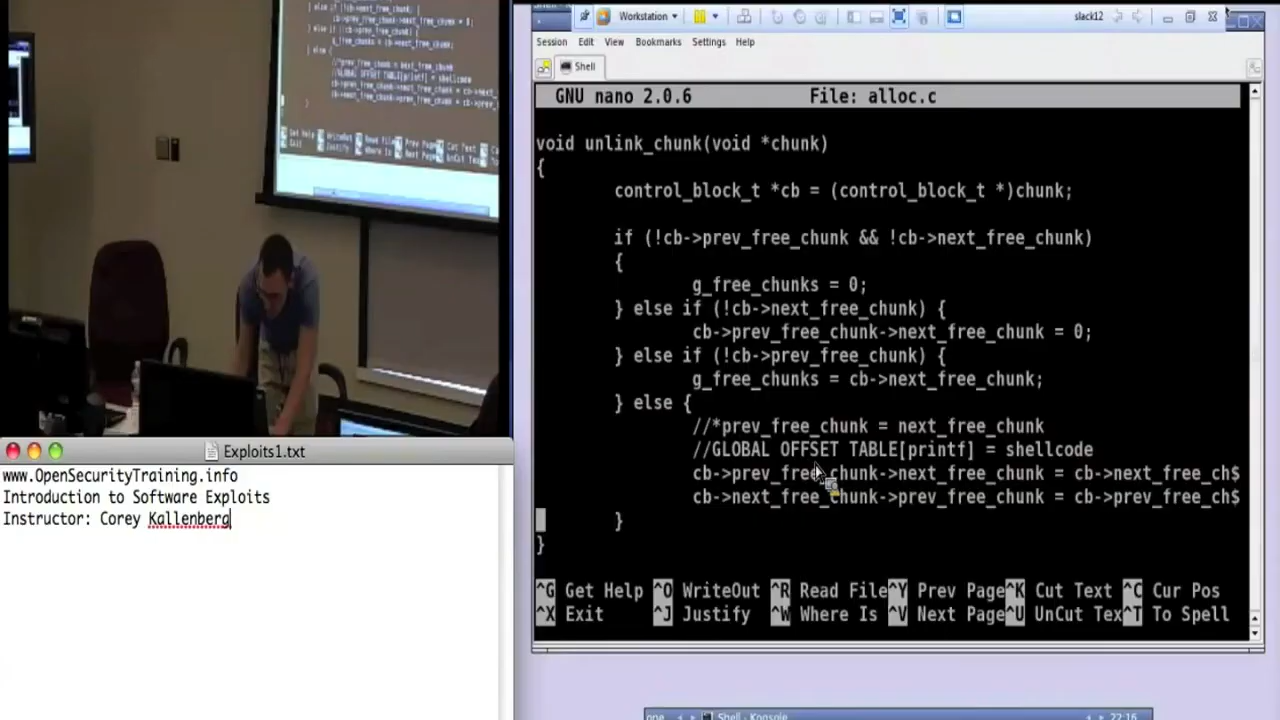 Workstation
slack12
Session Edit View Bookmarks Settings Help
Shell
GNU nano 2.0.6 File: alloc.c
void unlink_chunk(void *chunk)
{
control_block_t *cb = (control_block_t *)chunk;
if (!cb->prev_free_chunk && !cb->next_free_chunk)
{
g_free_chunks = 0;
} else if (!cb->next_free_chunk) {
cb->prev_free_chunk->next_free_chunk = 0;
} else if (!cb->prev_free_chunk) {
g_free_chunks = cb->next_free_chunk;
} else {
//*prev_free_chunk = next_free_chunk
//GLOBAL OFFSET TABLE[printf] = shellcode
cb->prev_free_chunk->next_free_chunk = cb->next_free_ch$
cb->next_free_chunk->prev_free_chunk = cb->prev_free_ch$
}
}
^G Get Help ^O WriteOut ^R Read File ^Y Prev Page ^K Cut Text ^C Cur Pos
^X Exit ^J Justify ^W Where Is ^V Next Page ^U UnCut Tex ^T To Spell
Exploits1.txt
www.OpenSecurityTraining.info
Introduction to Software Exploits
Instructor: Corey Kallenberg
Shell - Konsole
22:16